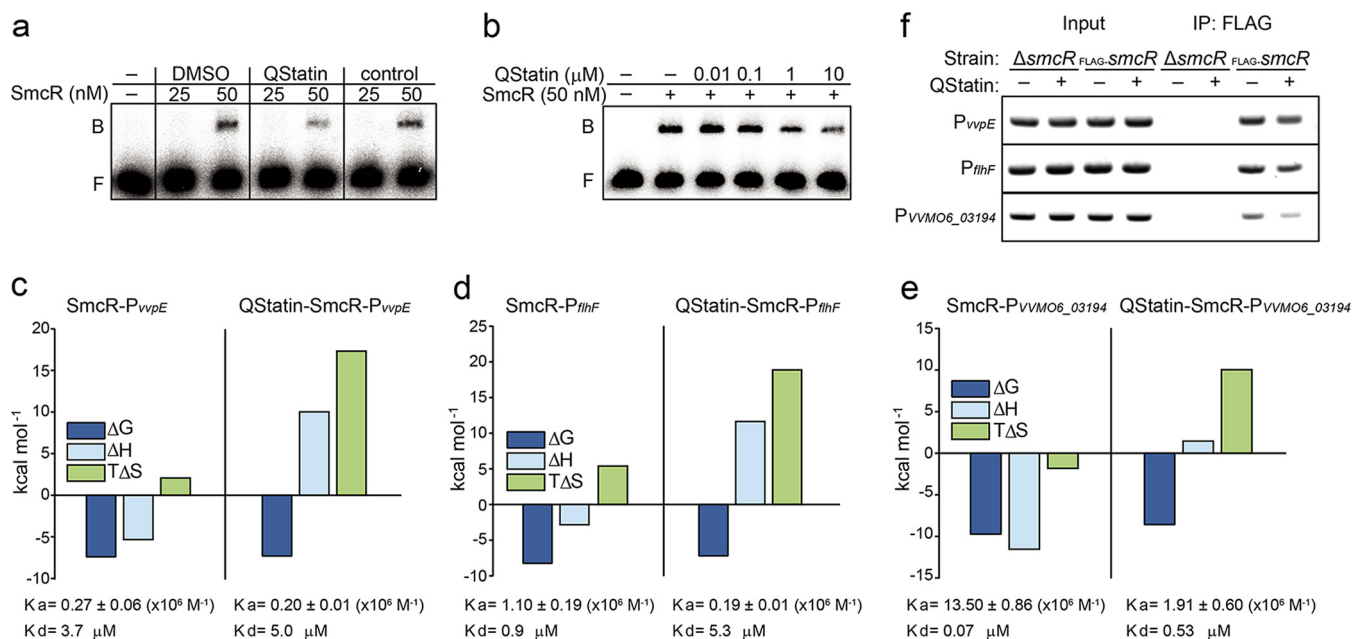 a
– DMSO QStatin control
SmcR (nM) 25 50 25 50 25 50
B
F
b
QStatin (μM) – – 0.01 0.1 1 10
SmcR (50 nM) – + + + + +
B
F
f
Input IP: FLAG
Strain: ΔsmcR FLAG-smcR ΔsmcR FLAG-smcR
QStatin: – + – + – + – +
PvvpE
PflhF
PVVMO6_03194
c
SmcR-PvvpE QStatin-SmcR-PvvpE
kcal mol-1
20
15
10
5
0
-5
-10
ΔG
ΔH
TΔS
Ka= 0.27 ± 0.06 (x10⁶ M⁻¹) Ka= 0.20 ± 0.01 (x10⁶ M⁻¹)
Kd= 3.7 μM Kd= 5.0 μM
d
SmcR-PflhF QStatin-SmcR-PflhF
kcal mol-1
25
20
15
10
5
0
-5
-10
ΔG
ΔH
TΔS
Ka= 1.10 ± 0.19 (x10⁶ M⁻¹) Ka= 0.19 ± 0.01 (x10⁶ M⁻¹)
Kd= 0.9 μM Kd= 5.3 μM
e
SmcR-PVVMO6_03194 QStatin-SmcR-PVVMO6_03194
kcal mol-1
15
10
5
0
-5
-10
-15
ΔG
ΔH
TΔS
Ka= 13.50 ± 0.86 (x10⁶ M⁻¹) Ka= 1.91 ± 0.60 (x10⁶ M⁻¹)
Kd= 0.07 μM Kd= 0.53 μM